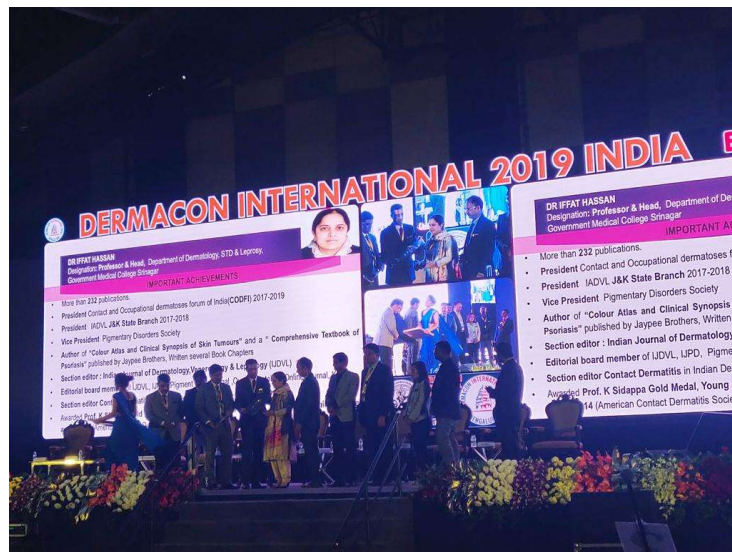 DERMACON INTERNATIONAL 2019 INDIA
DR IFFAT HASSAN
Designation: Professor & Head, Department of Dermatology, STD & Leprosy,
Government Medical College Srinagar
IMPORTANT ACHIEVEMENTS
More than 232 publications.
President Contact and Occupational dermatoses forum of India(CODFI) 2017-2019
President IADVL J&K State Branch 2017-2018
Vice President Pigmentary Disorders Society
Author of "Colour Atlas and Clinical Synopsis of Skin Tumours" and a " Comprehensive Textbook of
Psoriasis" published by Jaypee Brothers, Written several Book Chapters
Section editor : Indian Journal of Dermatology, Venereology & Leprology (IJDVL)
Editorial board member of IJDVL, Pigment
Section editor Contact
Awarded Prof. K
DR IFFAT HASSAN
Designation: Professor & Head, Department of De
Government Medical College Srinagar
IMPORTANT AC
More than 232 publications.
President Contact and Occupational dermatoses f
President IADVL J&K State Branch 2017-2018
Vice President Pigmentary Disorders Society
Author of "Colour Atlas and Clinical Synopsis
Psoriasis" published by Jaypee Brothers, Written
Section editor : Indian Journal of Dermatology
Editorial board member of IJDVL, IJPD, Pigme
Section editor Contact Dermatitis in Indian De
Awarded Prof. K Sidappa Gold Medal, Young
14 (American Contact Dermatitis Socie